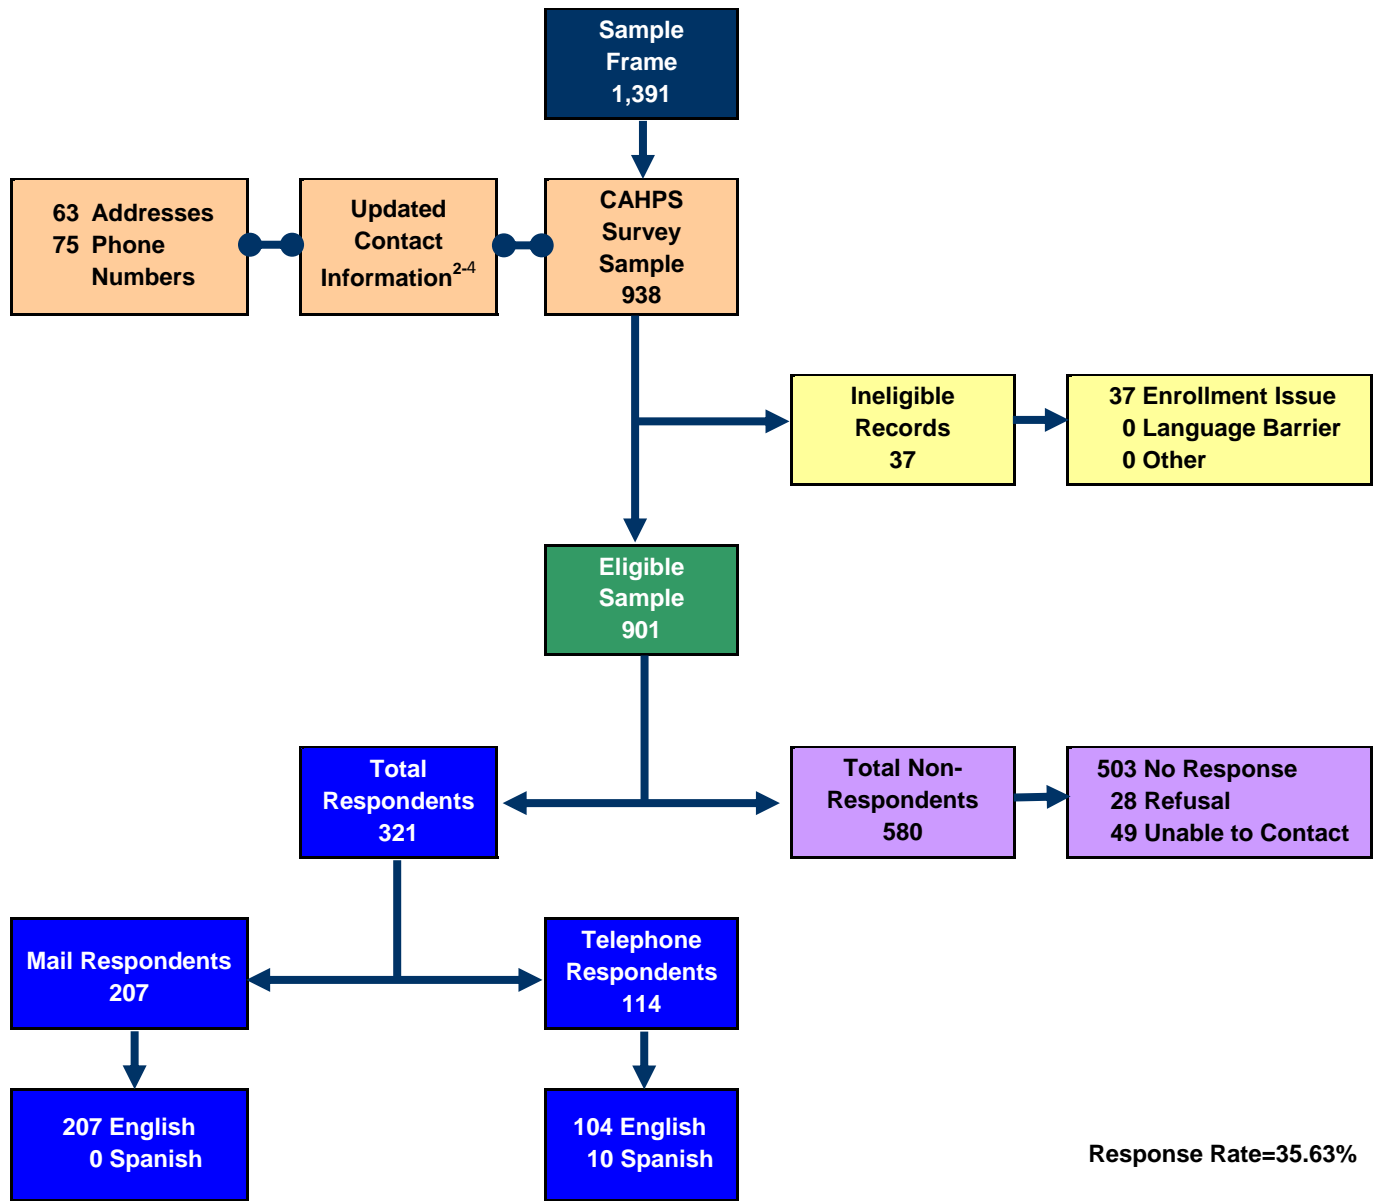 Sample
Frame
1,391
63 Addresses
75 Phone
Numbers
Updated
Contact
Information2-4
CAHPS
Survey
Sample
938
Ineligible
Records
37
37 Enrollment Issue
0 Language Barrier
0 Other
Eligible
Sample
901
Total
Respondents
321
Total Non-
Respondents
580
503 No Response
28 Refusal
49 Unable to Contact
Mail Respondents
207
Telephone
Respondents
114
207 English
0 Spanish
104 English
10 Spanish
Response Rate=35.63%